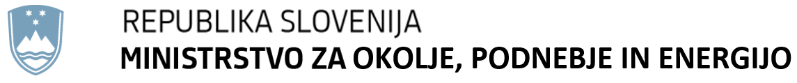 REPUBLIKA SLOVENIJA
MINISTRSTVO ZA OKOLJE, PODNEBJE IN ENERGIJO